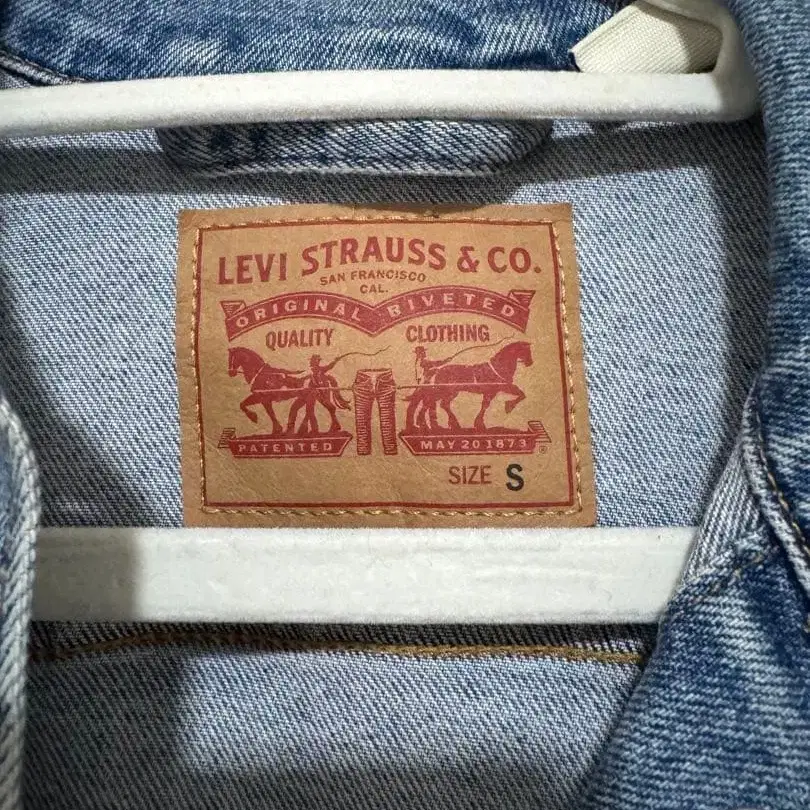 LEVI STRAUSS & CO.
SAN FRANCISCO
CAL.
ORIGINAL RIVETED
QUALITY CLOTHING
PATENTED MAY 20 1873 ®
SIZE S